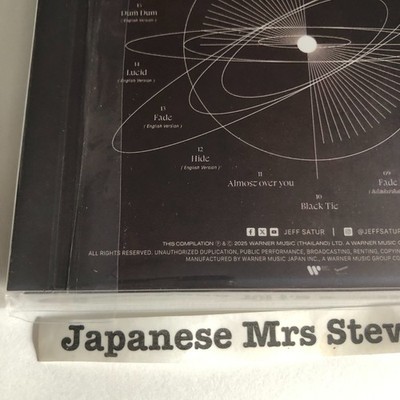 15
Dum Dum
( English Version )
14
Lucid
( English Version )
13
Fade
( English Version )
12
Hide
( English Version )
11
Almost over you
10
Black Tie
09
Fade
JEFF SATUR | @JEFFSATUR
THIS COMPILATION ℗ & © 2025 WARNER MUSIC (THAILAND) LTD. A WARNER MUSIC
ALL RIGHTS RESERVED. UNAUTHORIZED DUPLICATION, PUBLIC PERFORMANCE, BROADCASTING, RENTING, COPYING
MANUFACTURED BY WARNER MUSIC JAPAN INC., A WARNER MUSIC GROUP CO
Japanese Mrs Stev